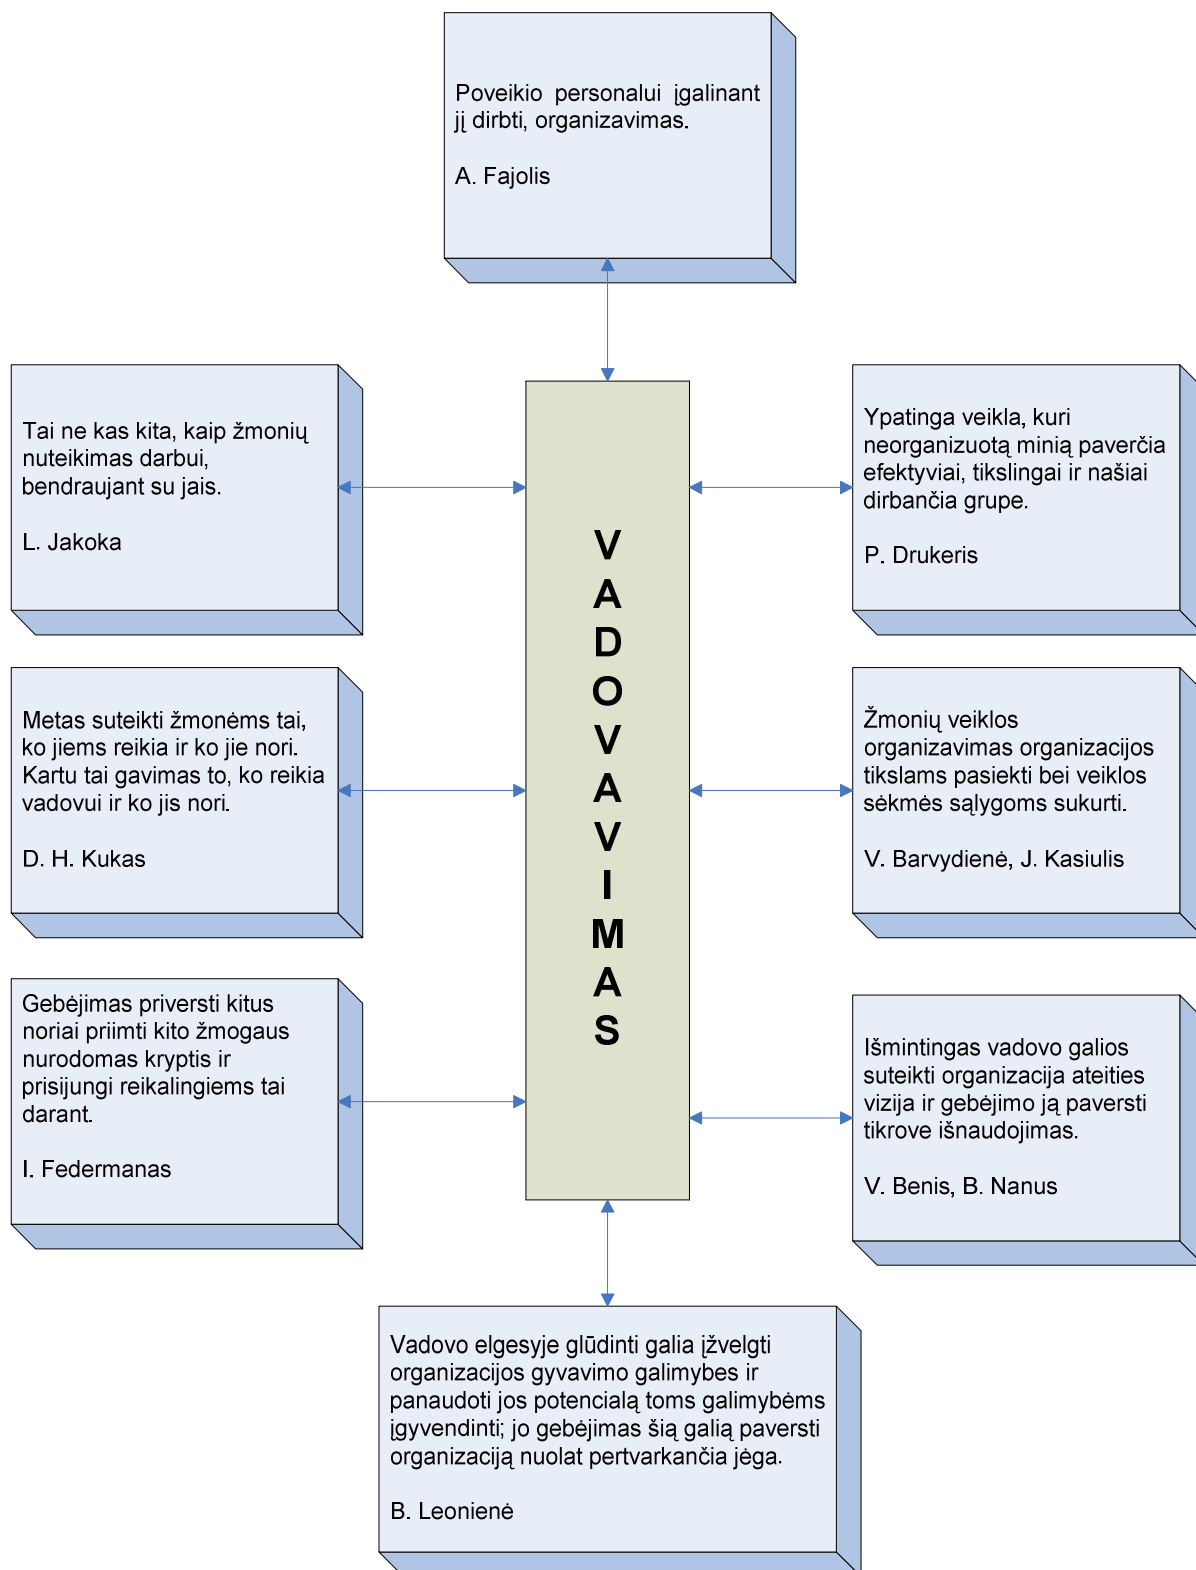 Poveikio personalui įgalinant
jį dirbti, organizavimas.
A. Fajolis
Tai ne kas kita, kaip žmonių
nuteikimas darbui,
bendraujant su jais.
L. Jakoka
Ypatinga veikla, kuri
neorganizuotą minią paverčia
efektyviai, tikslingai ir našiai
dirbančia grupe.
P. Drukeris
V
A
D
O
V
A
V
I
M
A
S
Metas suteikti žmonėms tai,
ko jiems reikia ir ko jie nori.
Kartu tai gavimas to, ko reikia
vadovui ir ko jis nori.
D. H. Kukas
Žmonių veiklos
organizavimas organizacijos
tikslams pasiekti bei veiklos
sėkmės sąlygoms sukurti.
V. Barvydienė, J. Kasiulis
Gebėjimas priversti kitus
noriai priimti kito žmogaus
nurodomas kryptis ir
prisijungi reikalingiems tai
darant.
I. Federmanas
Išmintingas vadovo galios
suteikti organizacija ateities
vizija ir gebėjimo ją paversti
tikrove išnaudojimas.
V. Benis, B. Nanus
Vadovo elgesyje glūdinti galia įžvelgti
organizacijos gyvavimo galimybes ir
panaudoti jos potencialą toms galimybėms
įgyvendinti; jo gebėjimas šią galią paversti
organizaciją nuolat pertvarkančia jėga.
B. Leonienė